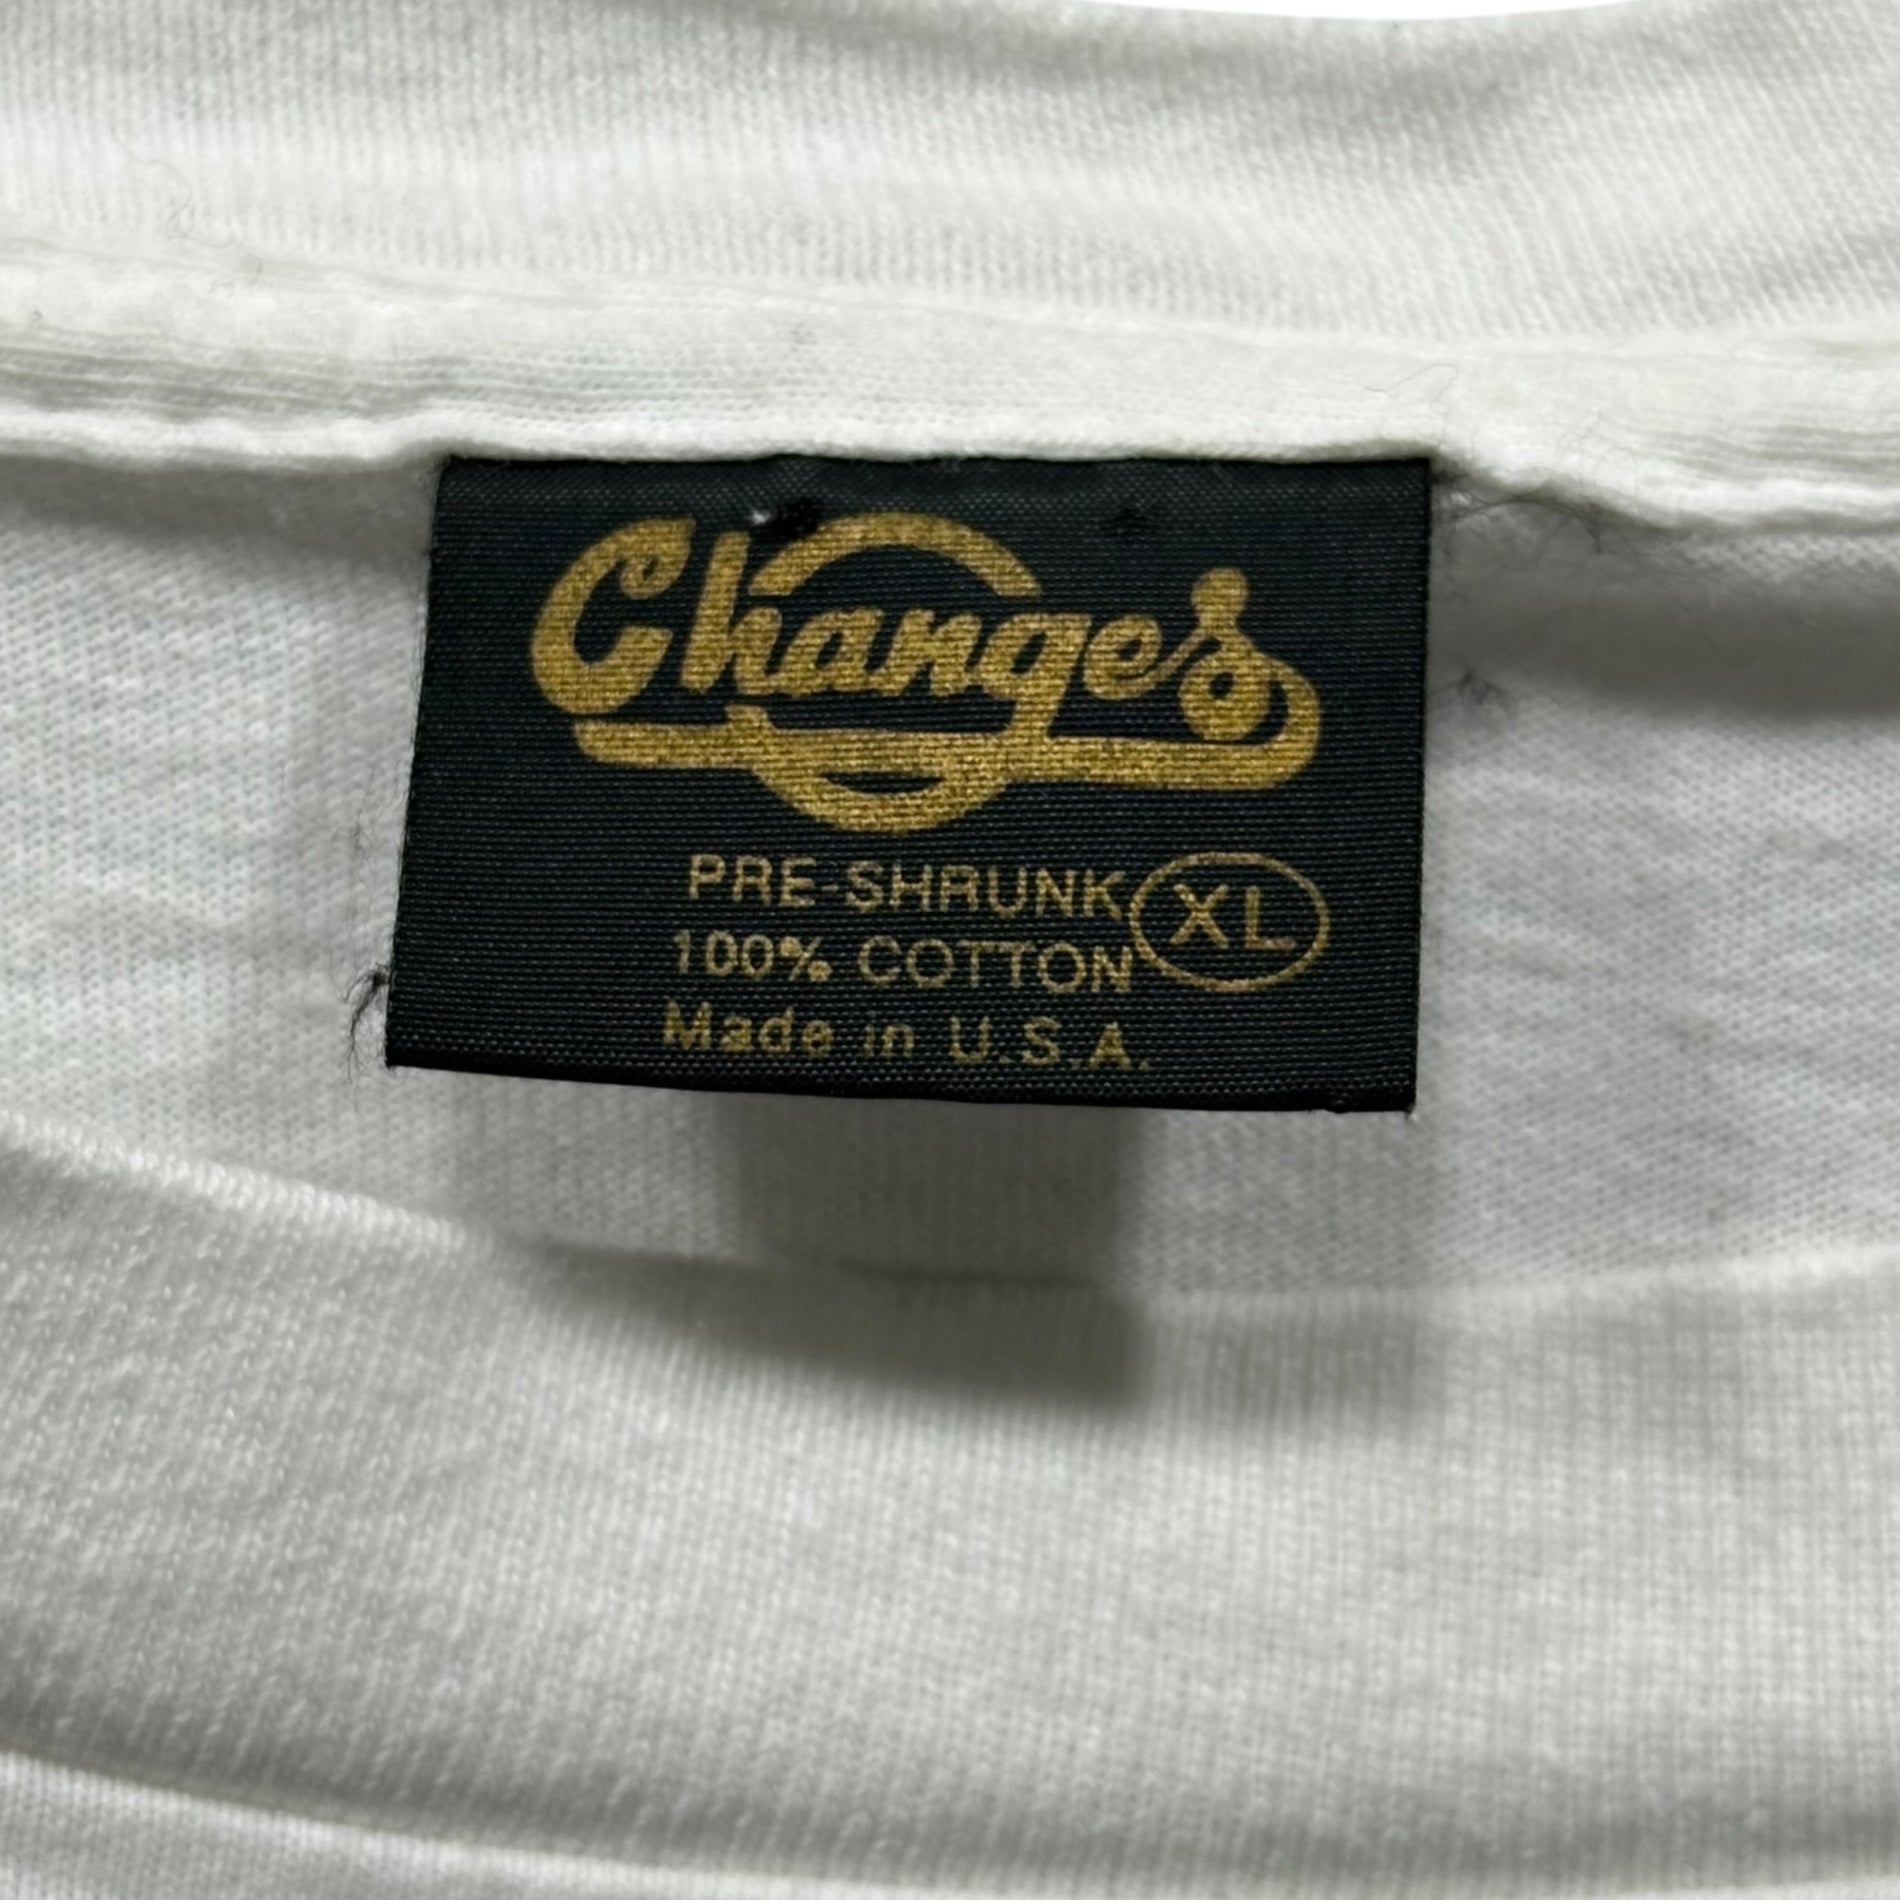 Changes
PRE-SHRUNK
XL
100% COTTON
Made in U.S.A.